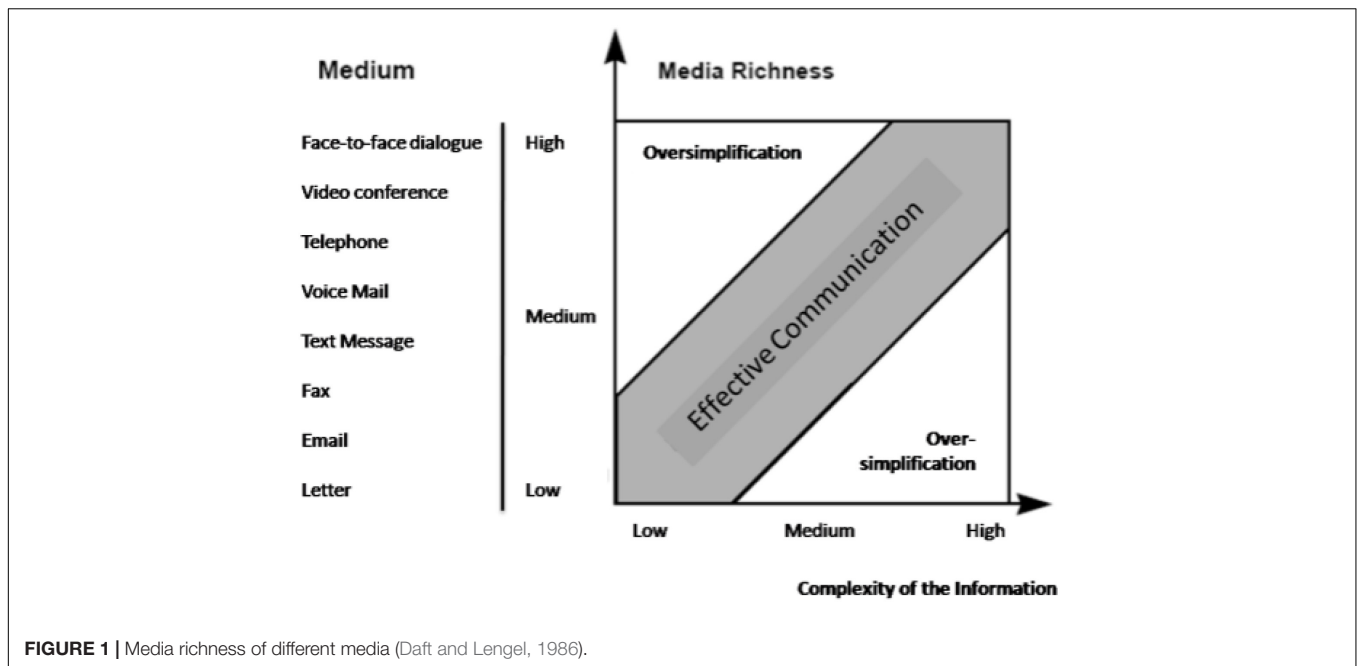 Medium
Media Richness
Face-to-face dialogue
High
Oversimplification
Video conference
Telephone
Voice Mail
Medium
Text Message
Fax
Email
Letter
Low
Effective Communication
Over-
simplification
Low
Medium
High
Complexity of the Information
FIGURE 1 | Media richness of different media (Daft and Lengel, 1986).